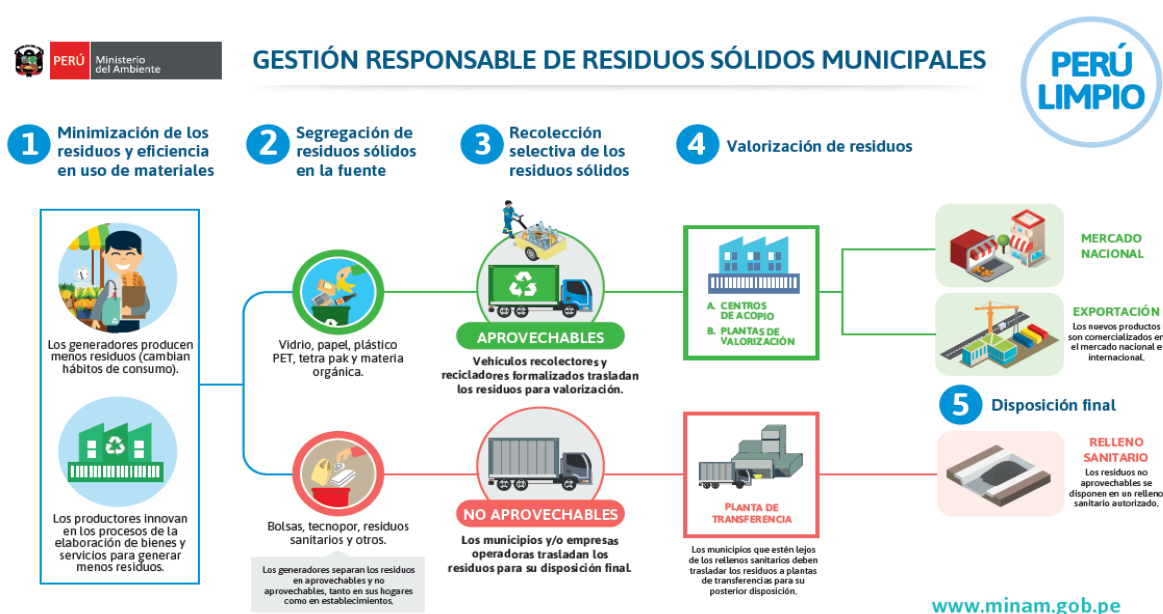 PERÚ
Ministerio
del Ambiente
GESTIÓN RESPONSABLE DE RESIDUOS SÓLIDOS MUNICIPALES
PERÚ
LIMPIO
1
Minimización de los
residuos y eficiencia
en uso de materiales
2
Segregación de
residuos sólidos
en la fuente
3
Recolección
selectiva de los
residuos sólidos
4
Valorización de residuos
Los generadores producen
menos residuos (cambian
hábitos de consumo).
Los productores innovan
en los procesos de la
elaboración de bienes y
servicios para generar
menos residuos.
Vidrio, papel, plástico
PET, tetra pak y materia
orgánica.
Bolsas, tecnopor, residuos
sanitarios y otros.
Los generadores separan los residuos
en aprovechables y no
aprovechables, tanto en sus hogares
como en establecimientos.
APROVECHABLES
Vehículos recolectores y
recicladores formalizados trasladan
los residuos para valorización.
NO APROVECHABLES
Los municipios y/o empresas
operadoras trasladan los
residuos para su disposición final.
A. CENTROS
DE ACOPIO
B. PLANTAS DE
VALORIZACIÓN
PLANTA DE
TRANSFERENCIA
Los municipios que estén lejos
de los rellenos sanitarios deben
trasladar los residuos a plantas
de transferencias para su
posterior disposición.
MERCADO
NACIONAL
EXPORTACIÓN
Los nuevos productos
son comercializados en
el mercado nacional e
internacional.
5
Disposición final
RELLENO
SANITARIO
Los residuos no
aprovechables se
disponen en un relleno
sanitario autorizado.
www.minam.gob.pe